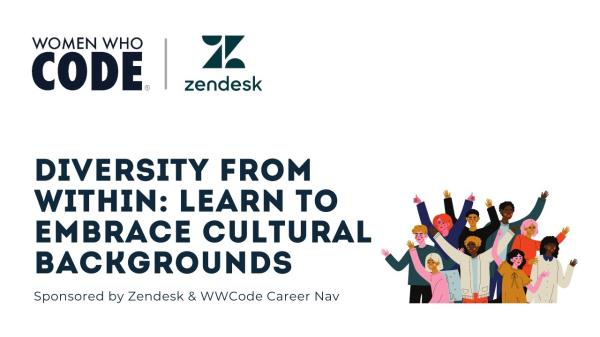 WOMEN WHO
CODE®
zendesk
DIVERSITY FROM
WITHIN: LEARN TO
EMBRACE CULTURAL
BACKGROUNDS
Sponsored by Zendesk & WWCode Career Nav